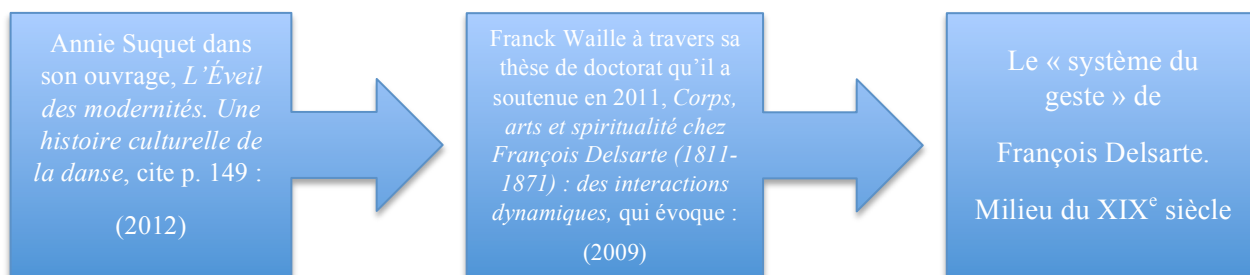 Annie Suquet dans
son ouvrage, L’Éveil
des modernités. Une
histoire culturelle de
la danse, cite p. 149 :
(2012)
Franck Waille à travers sa
thèse de doctorat qu’il a
soutenue en 2011, Corps,
arts et spiritualité chez
François Delsarte (1811-
1871) : des interactions
dynamiques, qui évoque :
(2009)
Le « système du
geste » de
François Delsarte.
Milieu du XIXe siècle